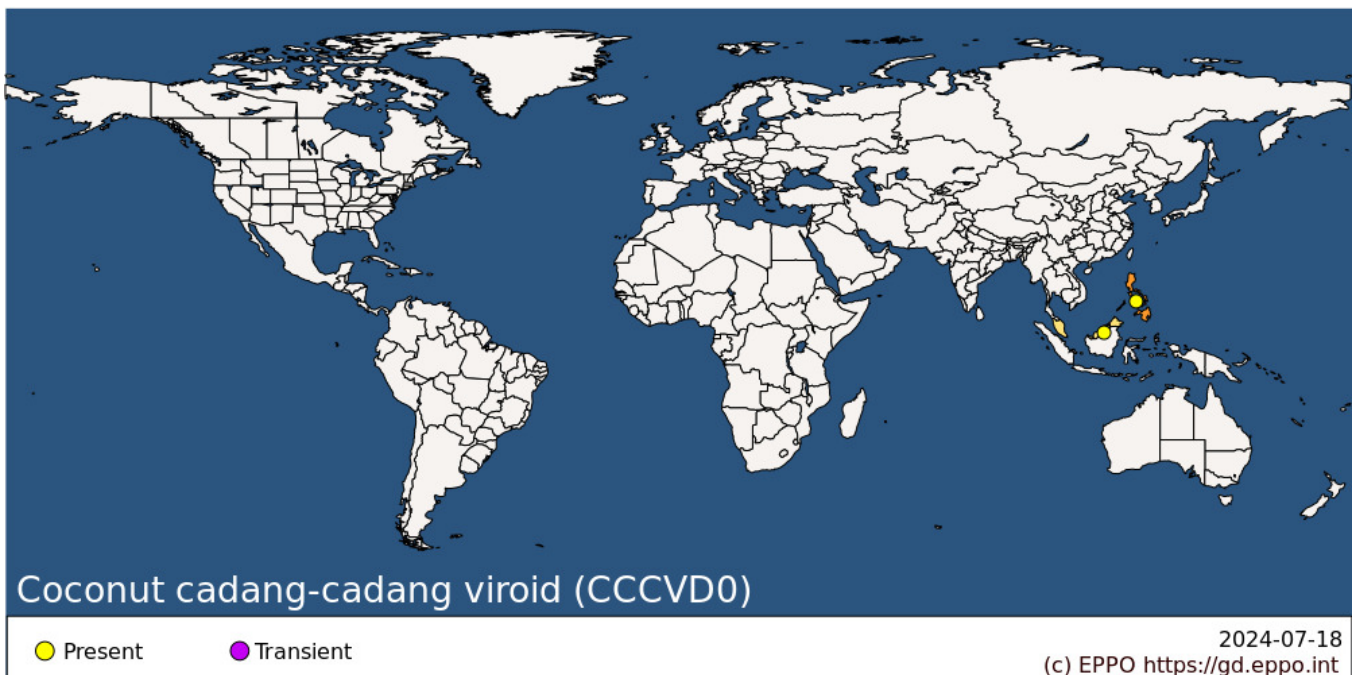 Coconut cadang-cadang viroid (CCCVD0)
Present
Transient
2024-07-18
(c) EPPO https://gd.eppo.int